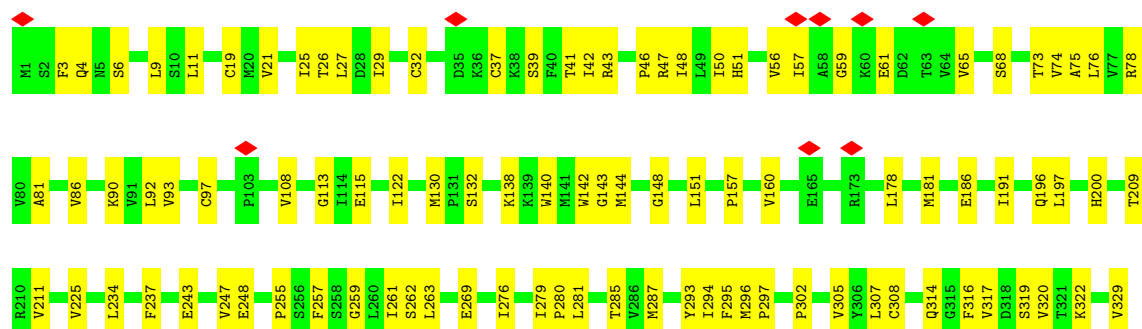 M1 S2 F3 Q4 N5 S6 L9 S10 L11 C19 M20 V21 I25 T26 L27 D28 I29 C32 D35 K36 C37 K38 S39 F40 T41 I42 R43 P46 R47 I48 L49 I50 H51 V56 I57 A58 G59 K60 E61 D62 T63 V64 V65 S68 T73 V74 A75 L76 V77 R78
V80 A81 V86 K90 V91 L92 V93 C97 P103 V108 G113 I114 E115 I122 M130 P131 S132 K138 K139 W140 M141 W142 G143 M144 G148 L151 P157 V160 E165 R173 L178 M181 E186 I191 Q196 L197 H200 T209
R210 V211 V225 L234 F237 E243 V247 E248 P255 S256 F257 S258 G259 L260 I261 S262 L263 E269 I276 I279 P280 L281 T285 V286 M287 Y293 I294 F295 M296 P297 P302 V305 Y306 L307 C308 Q314 G315 F316 V317 D318 S319 V320 T321 K322 V329